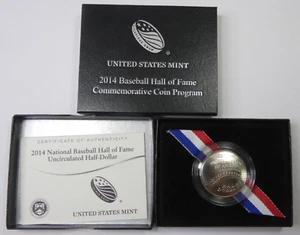 UNITED STATES MINT
2014 Baseball Hall of Fame
Commemorative Coin Program
CERTIFICATE OF AUTHENTICITY
2014 National Baseball Hall of Fame
Uncirculated Half-Dollar
UNITED STATES MINT